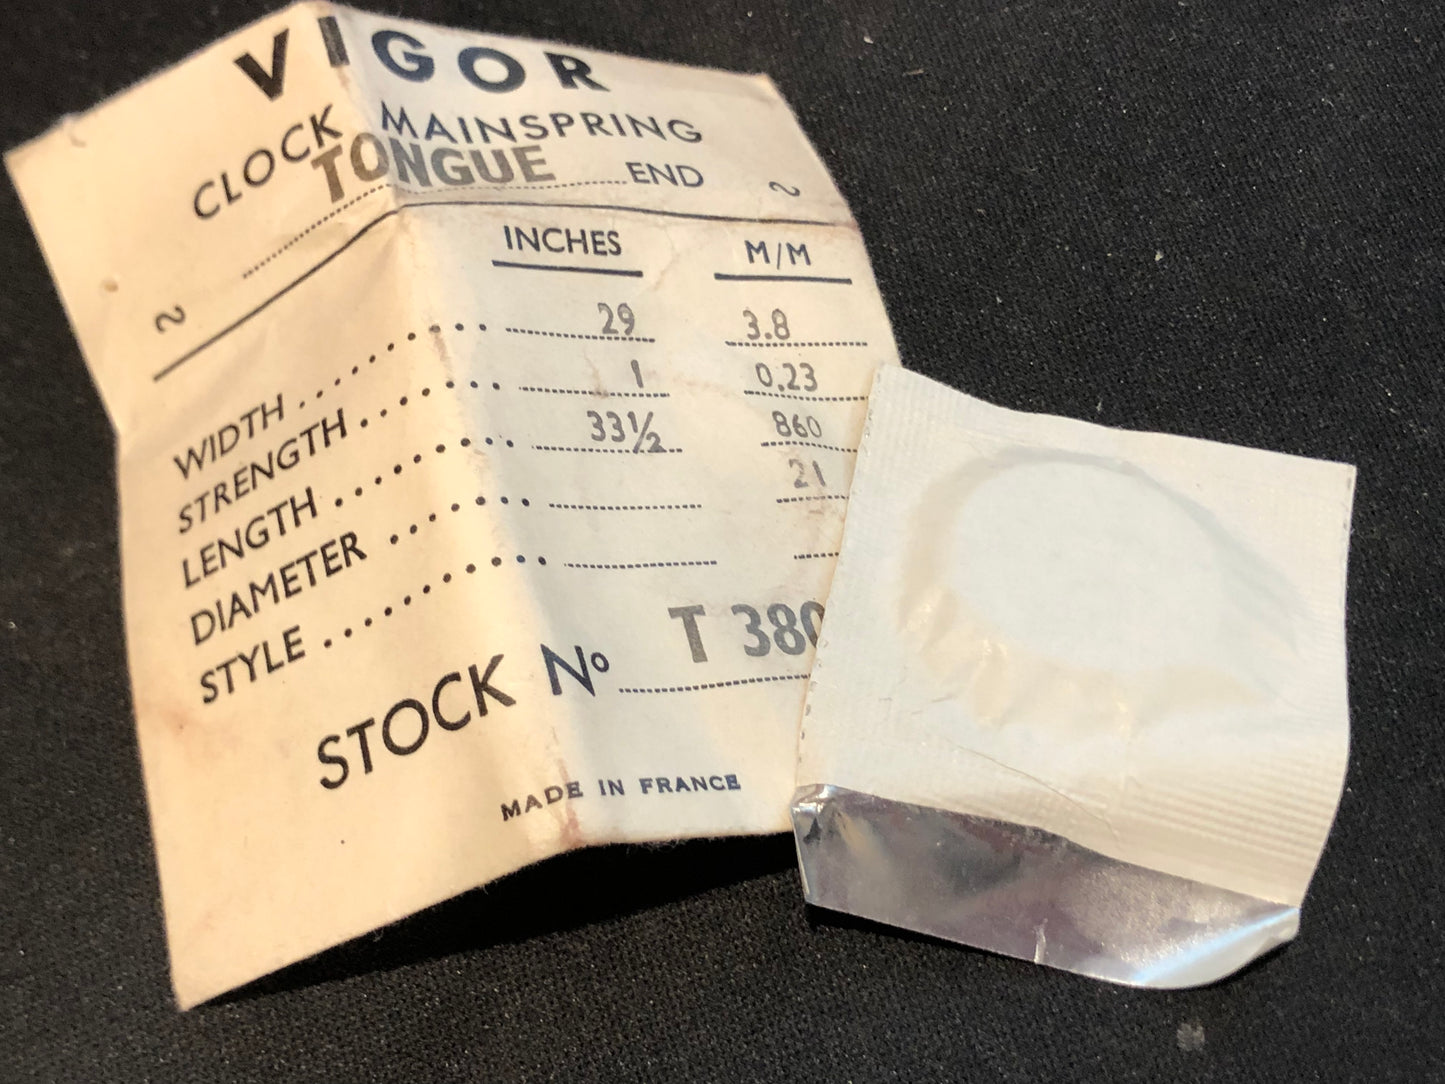 VIGOR
CLOCK MAINSPRING
TONGUE END
INCHES M/M
WIDTH 29 3.8
STRENGTH 1 0.23
LENGTH 33½ 860
DIAMETER 21
STYLE
STOCK Nº T 380
MADE IN FRANCE